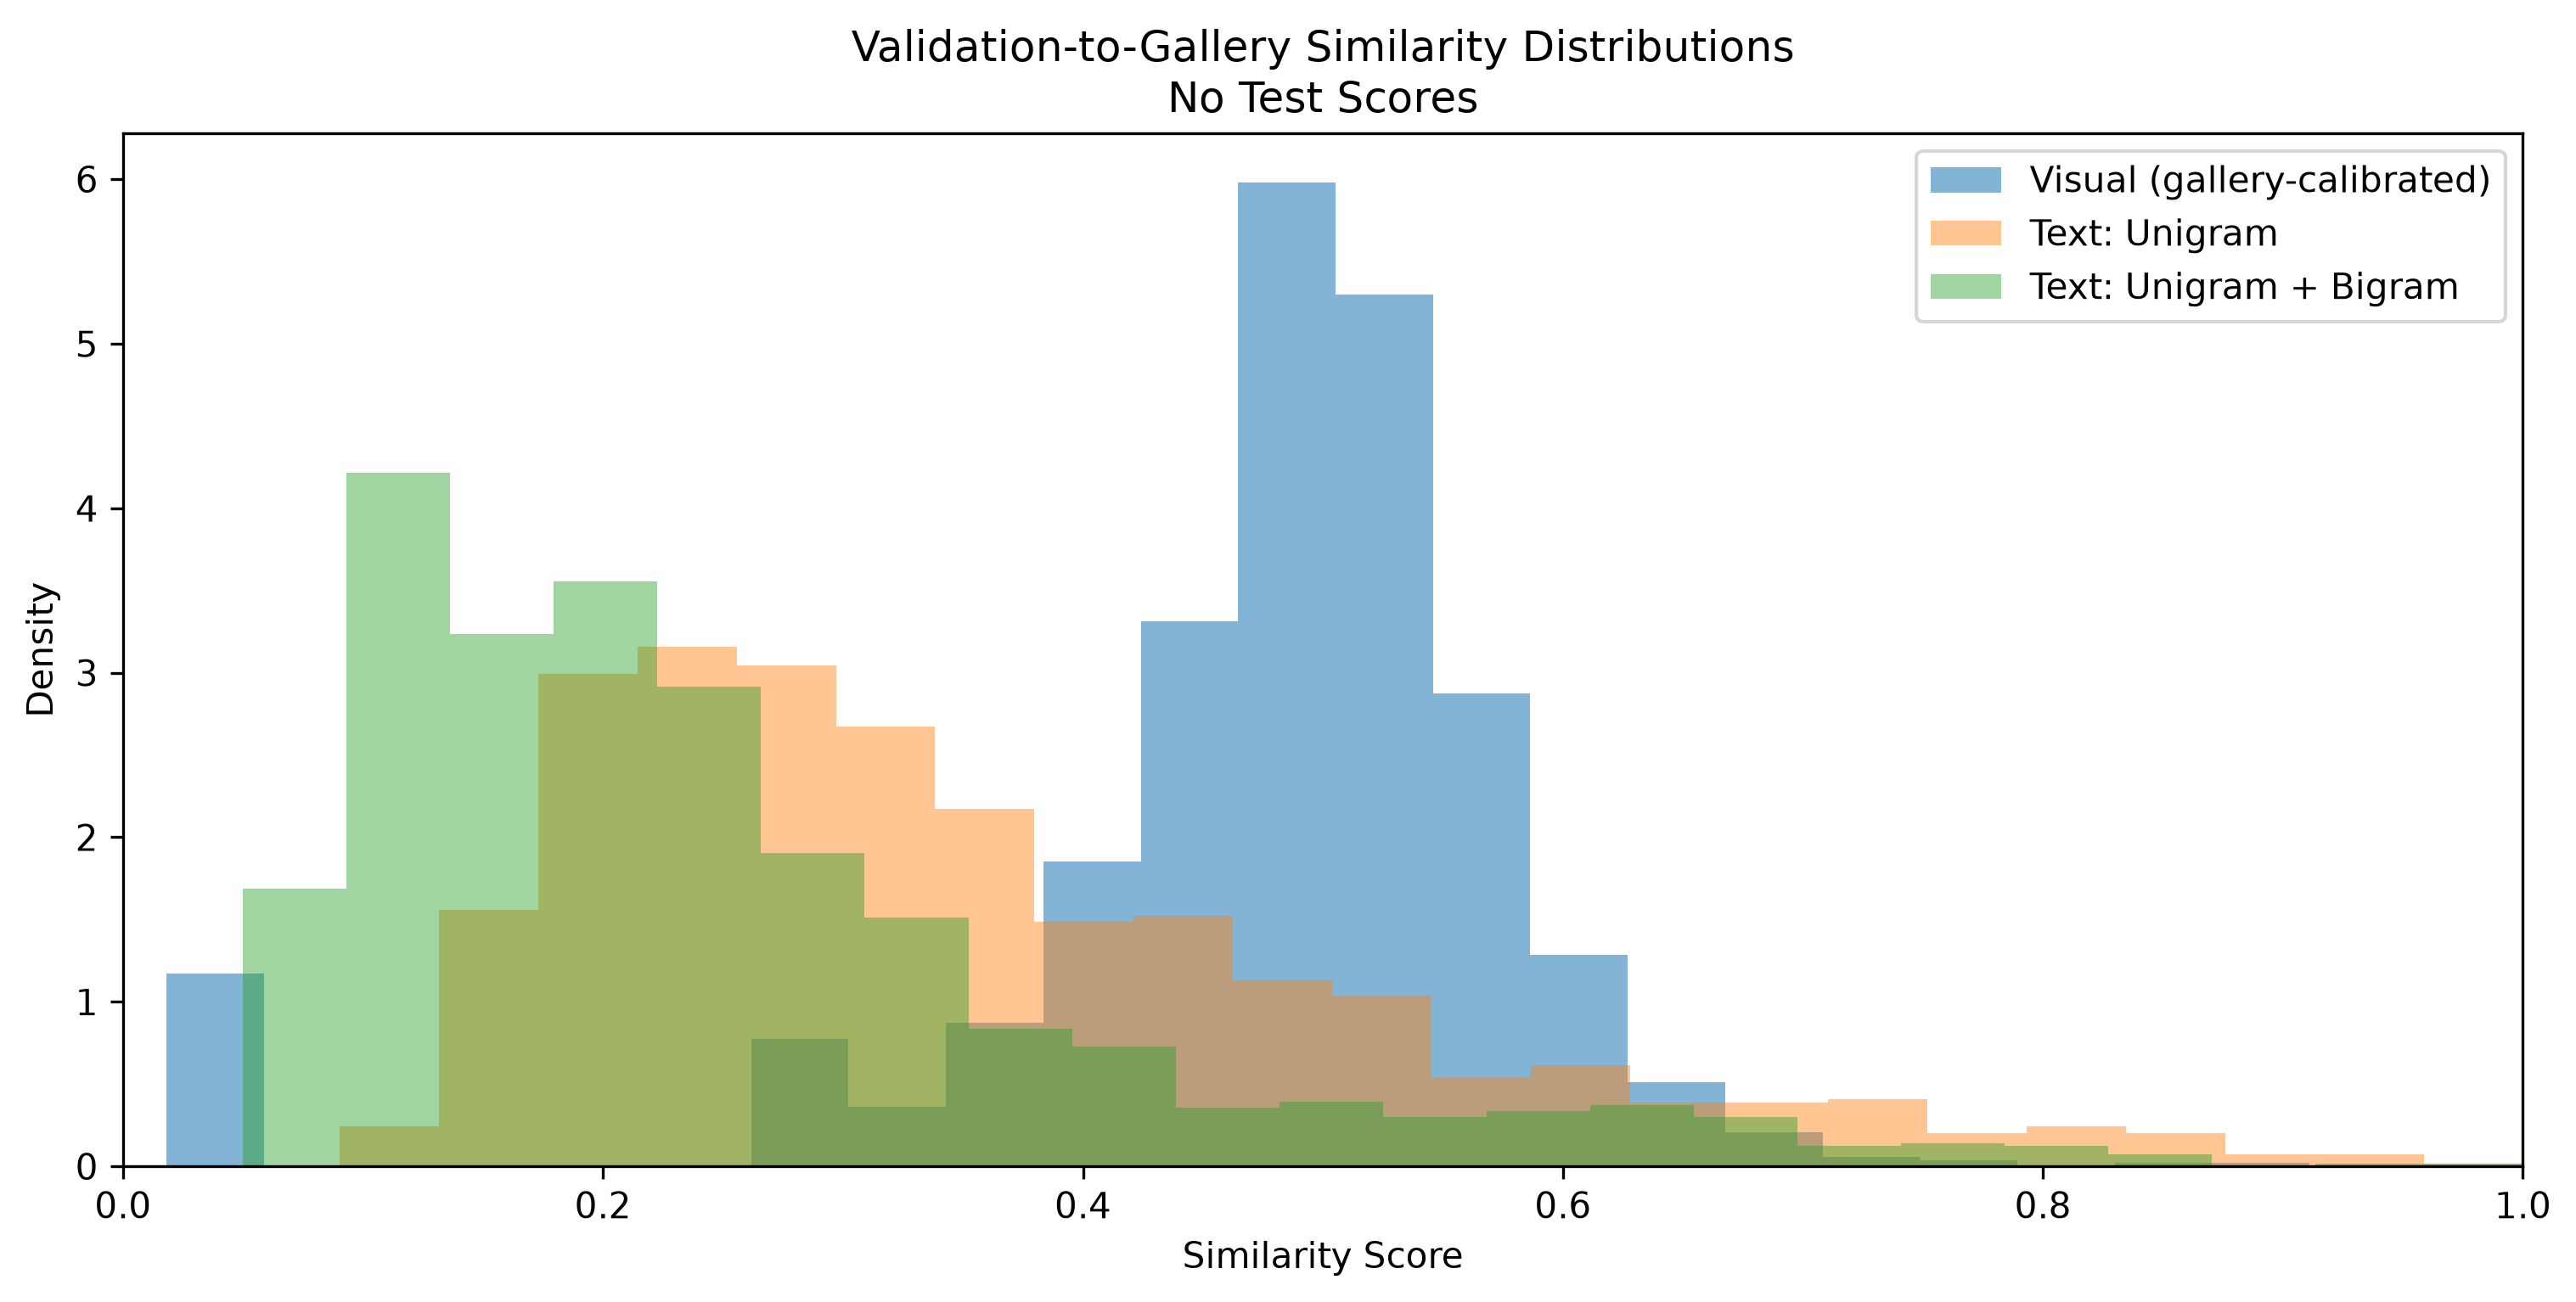 Validation-to-Gallery Similarity Distributions
No Test Scores
Visual (gallery-calibrated)
Text: Unigram
Text: Unigram + Bigram
Density
6
5
4
3
2
1
0
0.0 0.2 0.4 0.6 0.8 1.0
Similarity Score